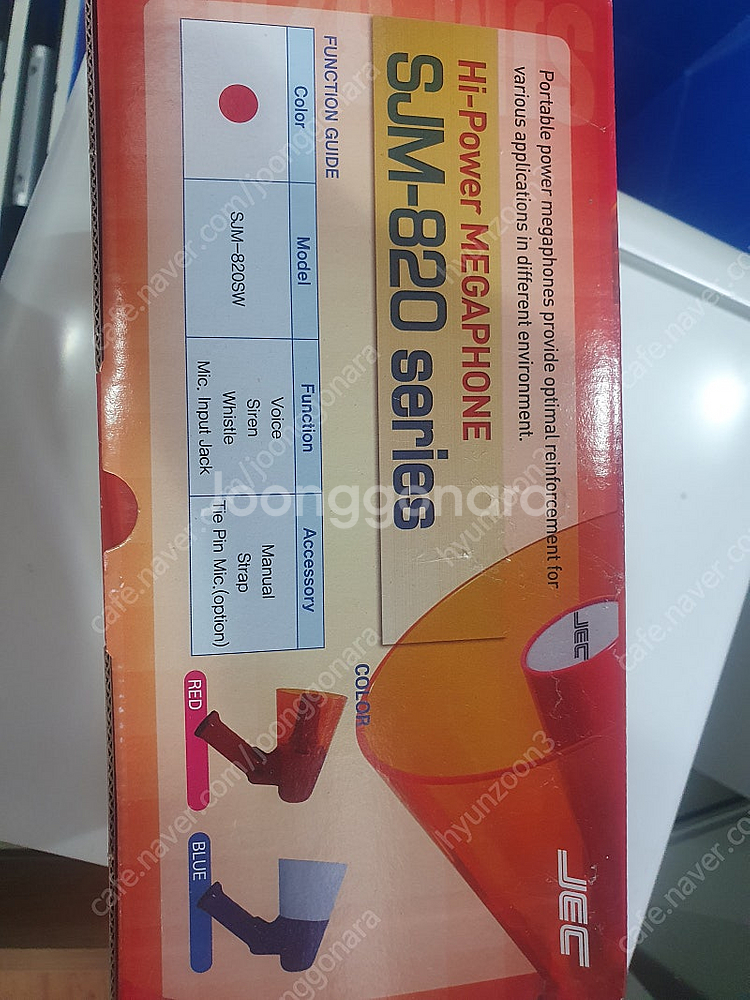 Portable power megaphones provide optimal reinforcement for
various applications in different environment.
Hi-Power MEGAPHONE
SJM-820 series
FUNCTION GUIDE
Color
Model
Function
Accessory
SJM-820SW
Voice
Siren
Whistle
Mic. Input Jack
Manual
Strap
Tie Pin Mic.(option)
COLOR
RED
BLUE
JEC
JEC
Joonggonara
cafe.naver.com/joonggonara
hyunzoon3